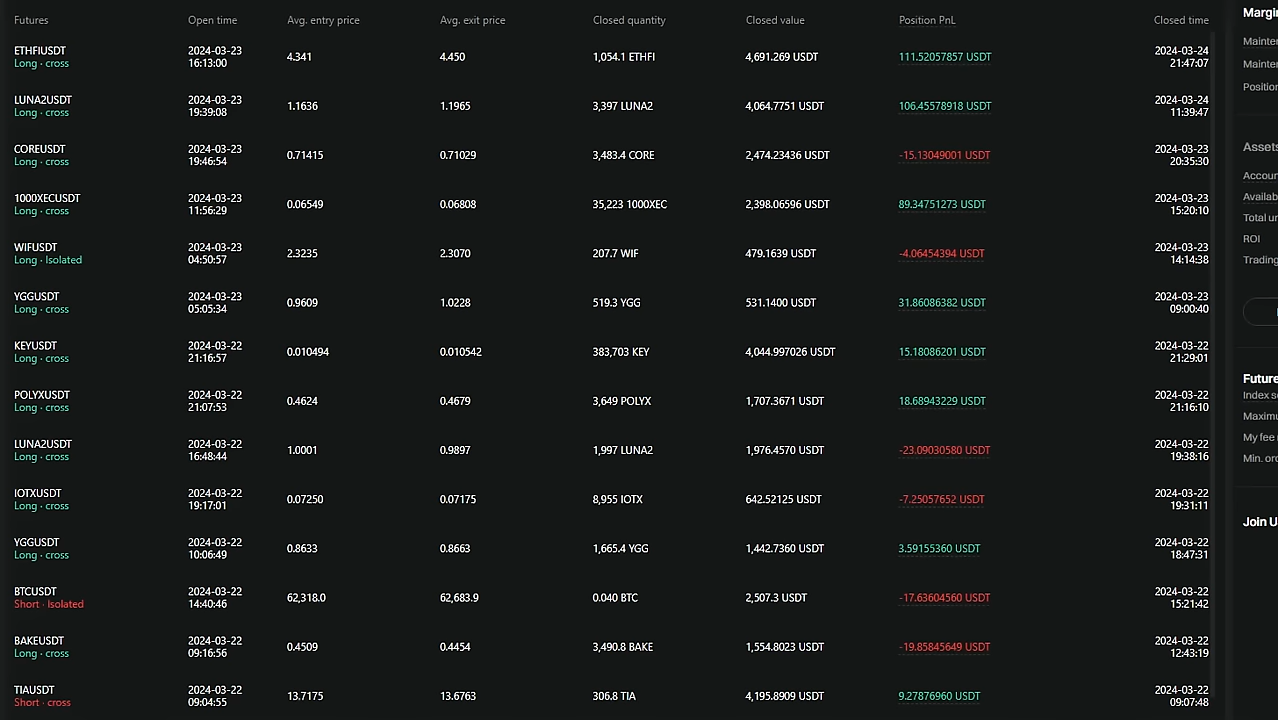 Futures Open time Avg. entry price Avg. exit price Closed quantity Closed value Position PnL Closed time
ETHFIUSDT 2024-03-23 4.341 4.450 1,054.1 ETHFI 4,691.269 USDT 111.52057857 USDT 2024-03-24
Long · cross 16:13:00 21:47:07
LUNA2USDT 2024-03-23 1.1636 1.1965 3,397 LUNA2 4,064.7751 USDT 106.45578918 USDT 2024-03-24
Long · cross 19:39:08 11:39:47
COREUSDT 2024-03-23 0.71415 0.71029 3,483.4 CORE 2,474.23436 USDT -15.13049001 USDT 2024-03-23
Long · cross 19:46:54 20:35:30
1000XECUSDT 2024-03-23 0.06549 0.06808 35,223 1000XEC 2,398.06596 USDT 89.34751273 USDT 2024-03-23
Long · cross 11:56:29 15:20:10
WIFUSDT 2024-03-23 2.3235 2.3070 207.7 WIF 479.1639 USDT -4.06454394 USDT 2024-03-23
Long · Isolated 04:50:57 14:14:38
YGGUSDT 2024-03-23 0.9609 1.0228 519.3 YGG 531.1400 USDT 31.86086382 USDT 2024-03-23
Long · cross 05:05:34 09:00:40
KEYUSDT 2024-03-22 0.010494 0.010542 383,703 KEY 4,044.997026 USDT 15.18086201 USDT 2024-03-22
Long · cross 21:16:57 21:29:01
POLYXUSDT 2024-03-22 0.4624 0.4679 3,649 POLYX 1,707.3671 USDT 18.68943229 USDT 2024-03-22
Long · cross 21:07:53 21:16:10
LUNA2USDT 2024-03-22 1.0001 0.9897 1,997 LUNA2 1,976.4570 USDT -23.09030580 USDT 2024-03-22
Long · cross 16:48:44 19:38:16
IOTXUSDT 2024-03-22 0.07250 0.07175 8,955 IOTX 642.52125 USDT -7.25057652 USDT 2024-03-22
Long · cross 19:17:01 19:31:11
YGGUSDT 2024-03-22 0.8633 0.8663 1,665.4 YGG 1,442.7360 USDT 3.59155360 USDT 2024-03-22
Long · cross 10:06:49 18:47:31
BTCUSDT 2024-03-22 62,318.0 62,683.9 0.040 BTC 2,507.3 USDT -17.63604560 USDT 2024-03-22
Short · Isolated 14:40:46 15:21:42
BAKEUSDT 2024-03-22 0.4509 0.4454 3,490.8 BAKE 1,554.8023 USDT -19.85845649 USDT 2024-03-22
Long · cross 09:16:56 12:43:19
TIAUSDT 2024-03-22 13.7175 13.6763 306.8 TIA 4,195.8909 USDT 9.27876960 USDT 2024-03-22
Short · cross 09:04:55 09:07:48
Margin
Mainter
Mainter
Position
Assets
Accoun
Availab
Total ur
ROI
Trading
Future
Index s
Maximu
My fee
Min. ord
Join U